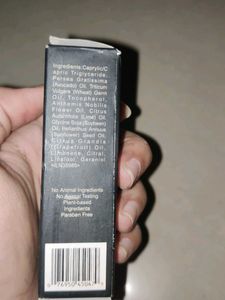 Ingredients:Caprylic/C
apric Triglyceride,
Persea Gratissima
(Avocado) Oil, Triticum
Vulgare (Wheat) Germ
Oil, Tocopherol,
Anthemis Nobilis
Flower Oil, Citrus
Aurantifolia (Lime) Oil,
Glycine Soja (Soybean)
Oil, Helianthus Annuus
(Sunflower) Seed Oil,
Citrus Grandis
(Grapefruit) Oil,
Limonene, Citral,
Linalool, Geraniol
No Animal Ingredients
No Animal Testing
Plant-based
Ingredients
Paraben Free